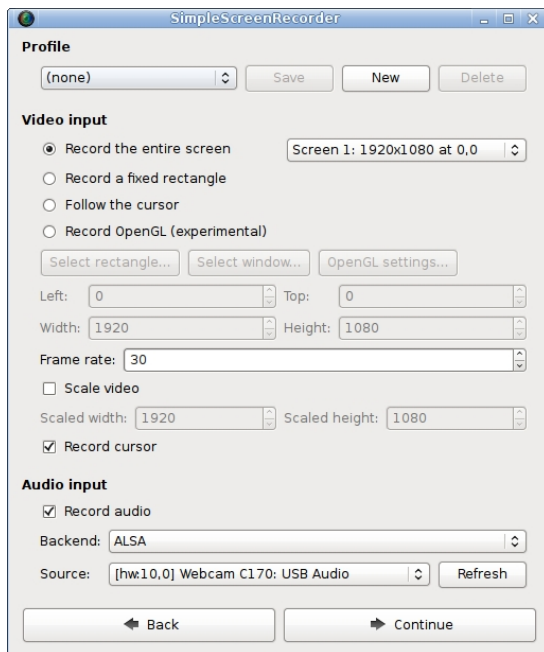 SimpleScreenRecorder
Profile
(none) Save New Delete
Video input
Record the entire screen Screen 1: 1920x1080 at 0,0
Record a fixed rectangle
Follow the cursor
Record OpenGL (experimental)
Select rectangle... Select window... OpenGL settings...
Left: 0 Top: 0
Width: 1920 Height: 1080
Frame rate: 30
Scale video
Scaled width: 1920 Scaled height: 1080
Record cursor
Audio input
Record audio
Backend: ALSA
Source: [hw:10,0] Webcam C170: USB Audio Refresh
Back Continue